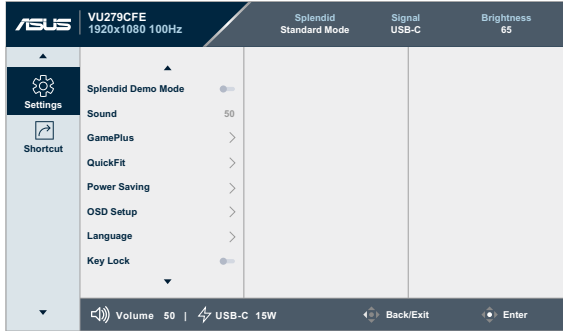 ASUS
VU279CFE
1920x1080 100Hz
Splendid
Standard Mode
Signal
USB-C
Brightness
65
Settings
Shortcut
Splendid Demo Mode
Sound 50
GamePlus
QuickFit
Power Saving
OSD Setup
Language
Key Lock
Volume 50 | USB-C 15W
Back/Exit
Enter